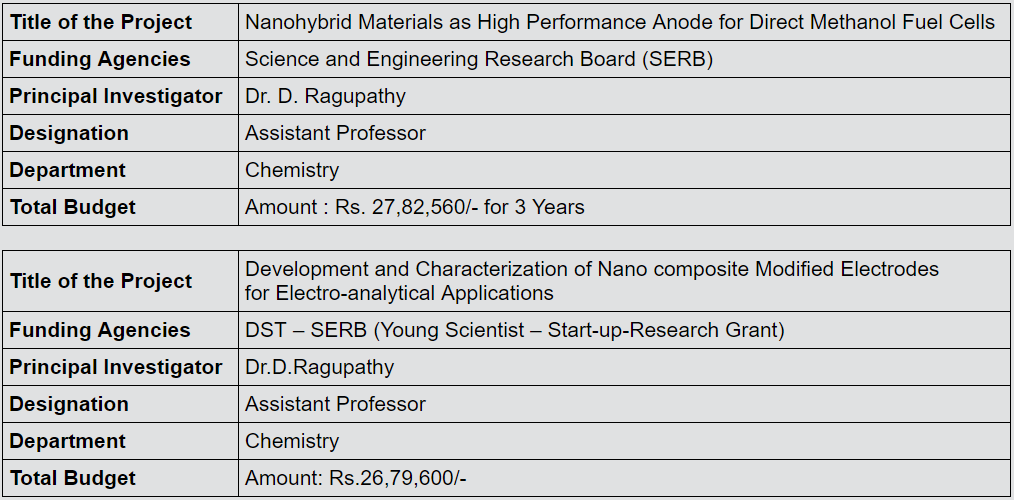 Title of the Project Nanohybrid Materials as High Performance Anode for Direct Methanol Fuel Cells
Funding Agencies Science and Engineering Research Board (SERB)
Principal Investigator Dr. D. Ragupathy
Designation Assistant Professor
Department Chemistry
Total Budget Amount : Rs. 27,82,560/- for 3 Years
Title of the Project Development and Characterization of Nano composite Modified Electrodes
for Electro-analytical Applications
Funding Agencies DST – SERB (Young Scientist – Start-up-Research Grant)
Principal Investigator Dr.D.Ragupathy
Designation Assistant Professor
Department Chemistry
Total Budget Amount: Rs.26,79,600/-